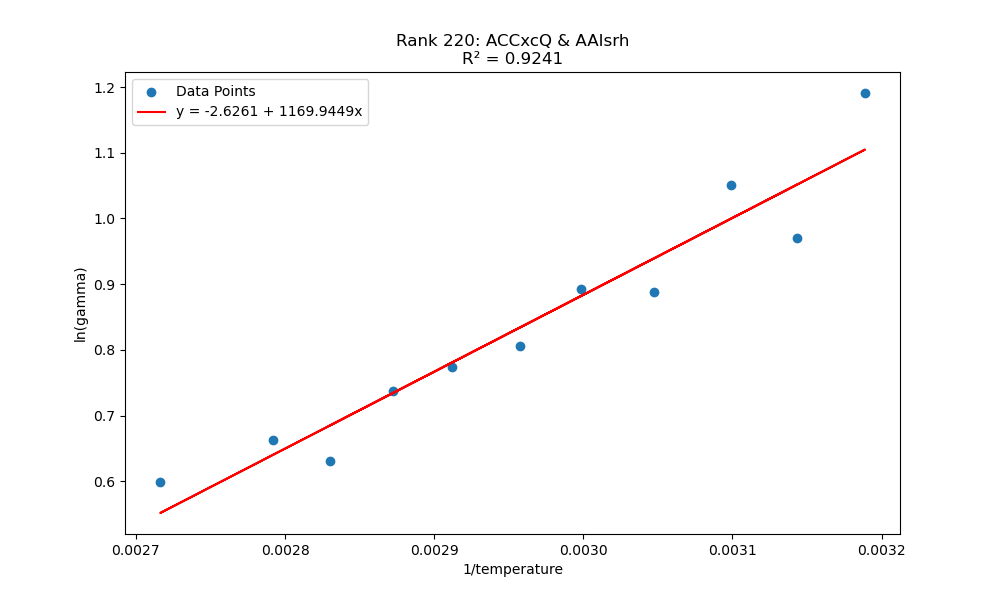 Rank 220: ACCxcQ & AAIsrh
R² = 0.9241
Data Points
y = -2.6261 + 1169.9449x
ln(gamma)
1.2
1.1
1.0
0.9
0.8
0.7
0.6
0.0027 0.0028 0.0029 0.0030 0.0031 0.0032
1/temperature